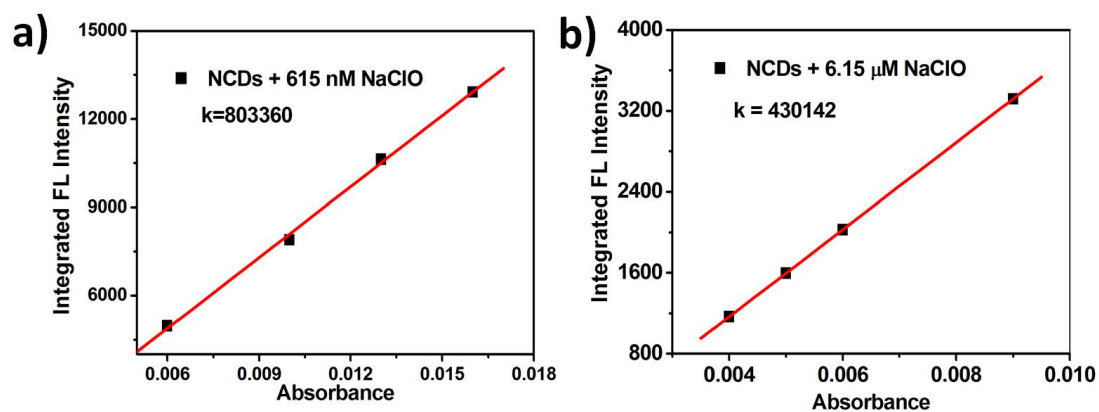 a)
15000
12000
9000
6000
Integrated FL Intensity
NCDs + 615 nM NaClO
k=803360
0.006 0.009 0.012 0.015 0.018
Absorbance
b)
4000
3200
2400
1600
800
Integrated FL Intensity
NCDs + 6.15 μM NaClO
k = 430142
0.004 0.006 0.008 0.010
Absorbance